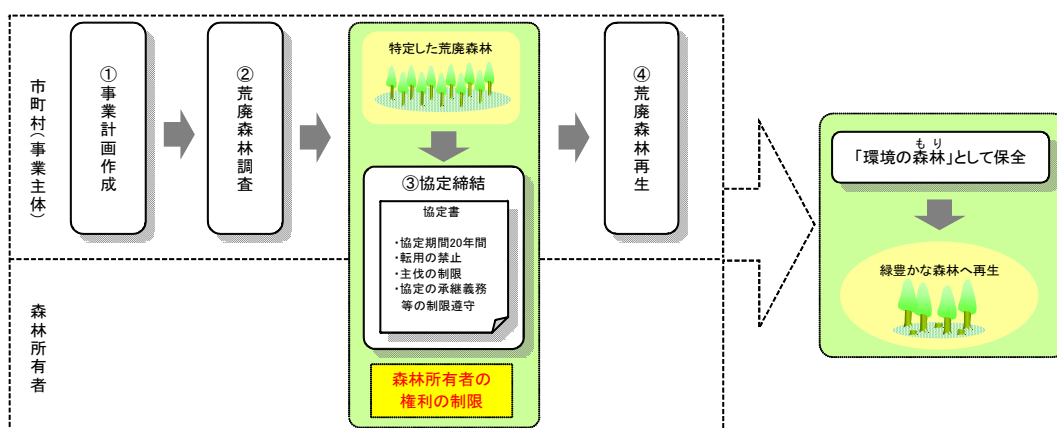 市町村(事業主体)
①事業計画作成
②荒廃森林調査
特定した荒廃森林
③協定締結
協定書
・協定期間20年間
・転用の禁止
・主伐の制限
・協定の承継義務
等の制限遵守
森林所有者の
権利の制限
④荒廃森林再生
森林所有者
もり
「環境の森林」として保全
緑豊かな森林へ再生